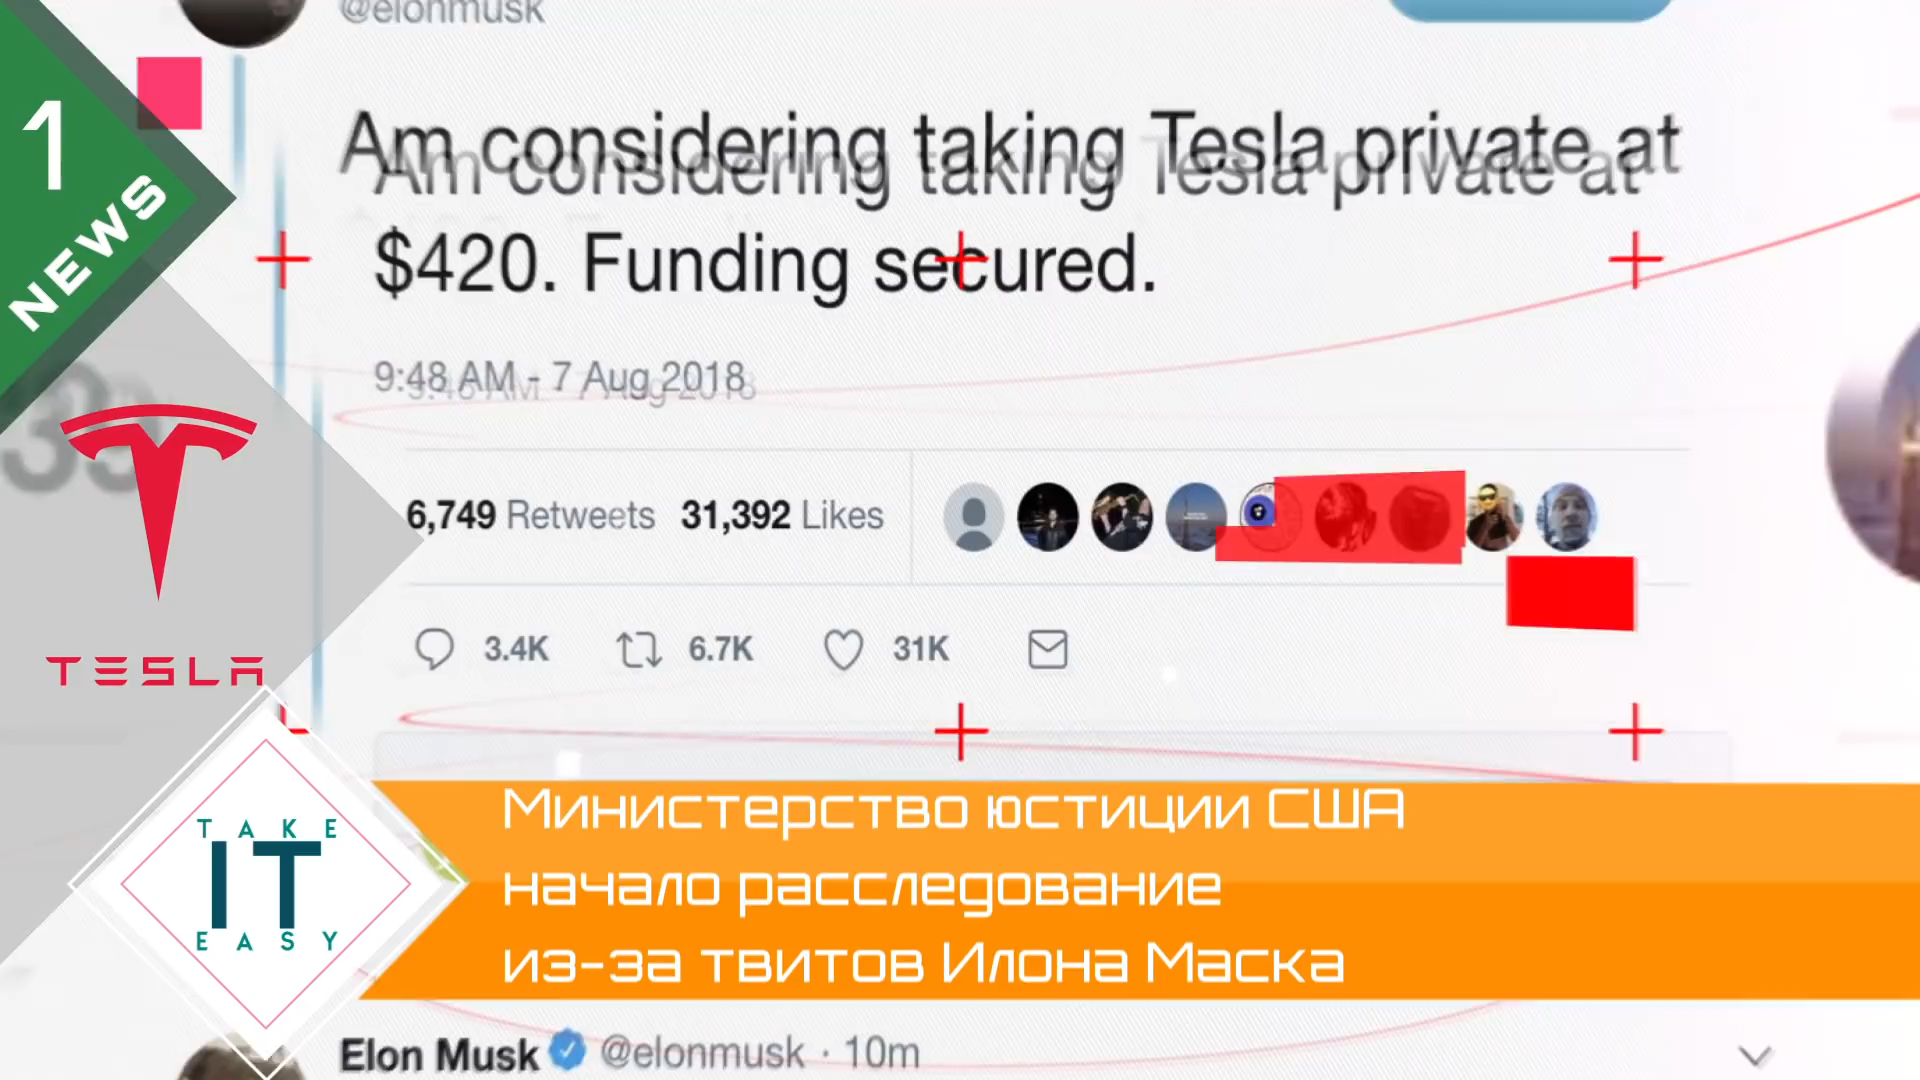 @elonmusk
1
NEWS
Am considering taking Tesla private at
$420. Funding secured.
9:48 AM - 7 Aug 2018
39
TESLA
6,749 Retweets 31,392 Likes
3.4K 6.7K 31K
TAKE
IT
EASY
Министерство юстиции США
начало расследование
из-за твитов Илона Маска
Elon Musk @elonmusk · 10m